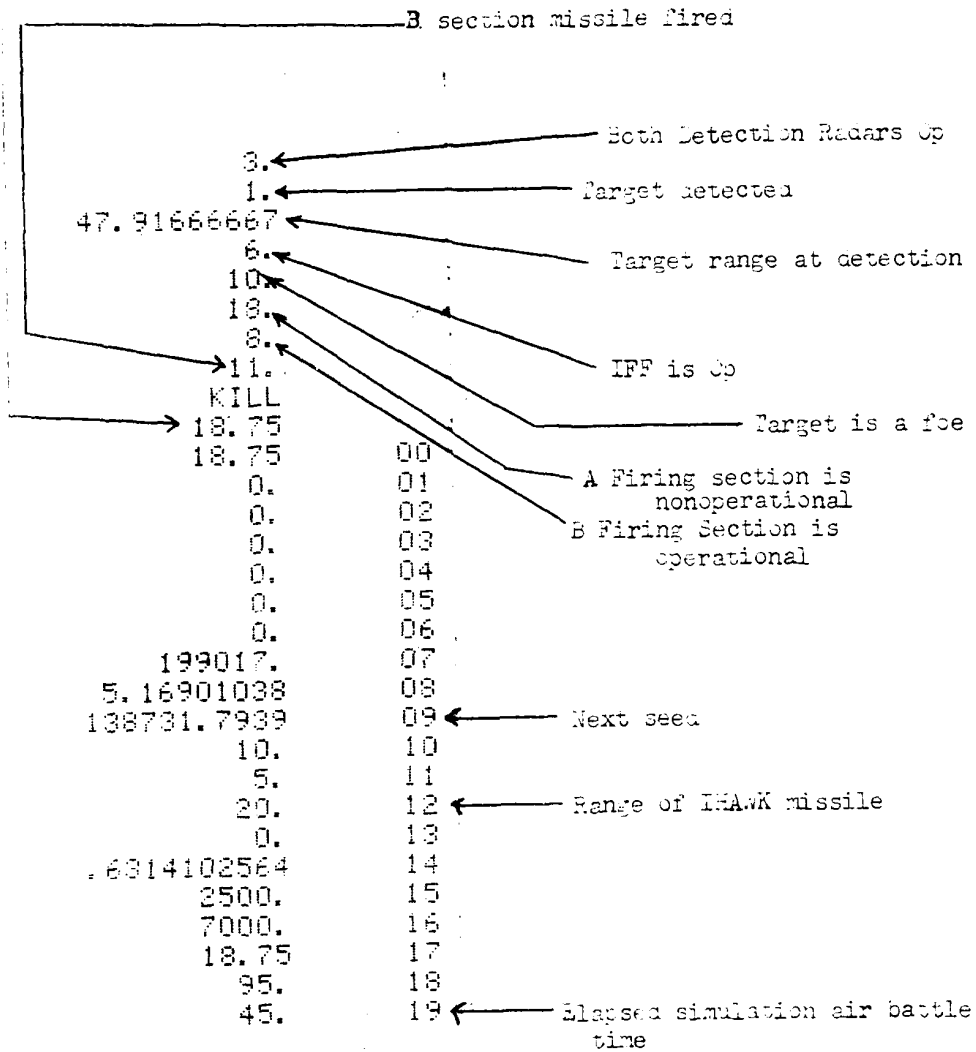 B section missile fired
3.
Both Detection Radars Op
1.
Target detected
47.91666667
Target range at detection
6.
IFF is Op
10.
Target is a foe
18.
A Firing section is
nonoperational
8.
B Firing Section is
operational
11.
KILL
18.75
18.75 00
0. 01
0. 02
0. 03
0. 04
0. 05
0. 06
199017. 07
5.16901038 08
138731.7939 09 Next seed
10. 10
5. 11
20. 12 Range of IHAWK missile
0. 13
.6314102564 14
2500. 15
7000. 16
18.75 17
95. 18
45. 19 Elapsed simulation air battle
time